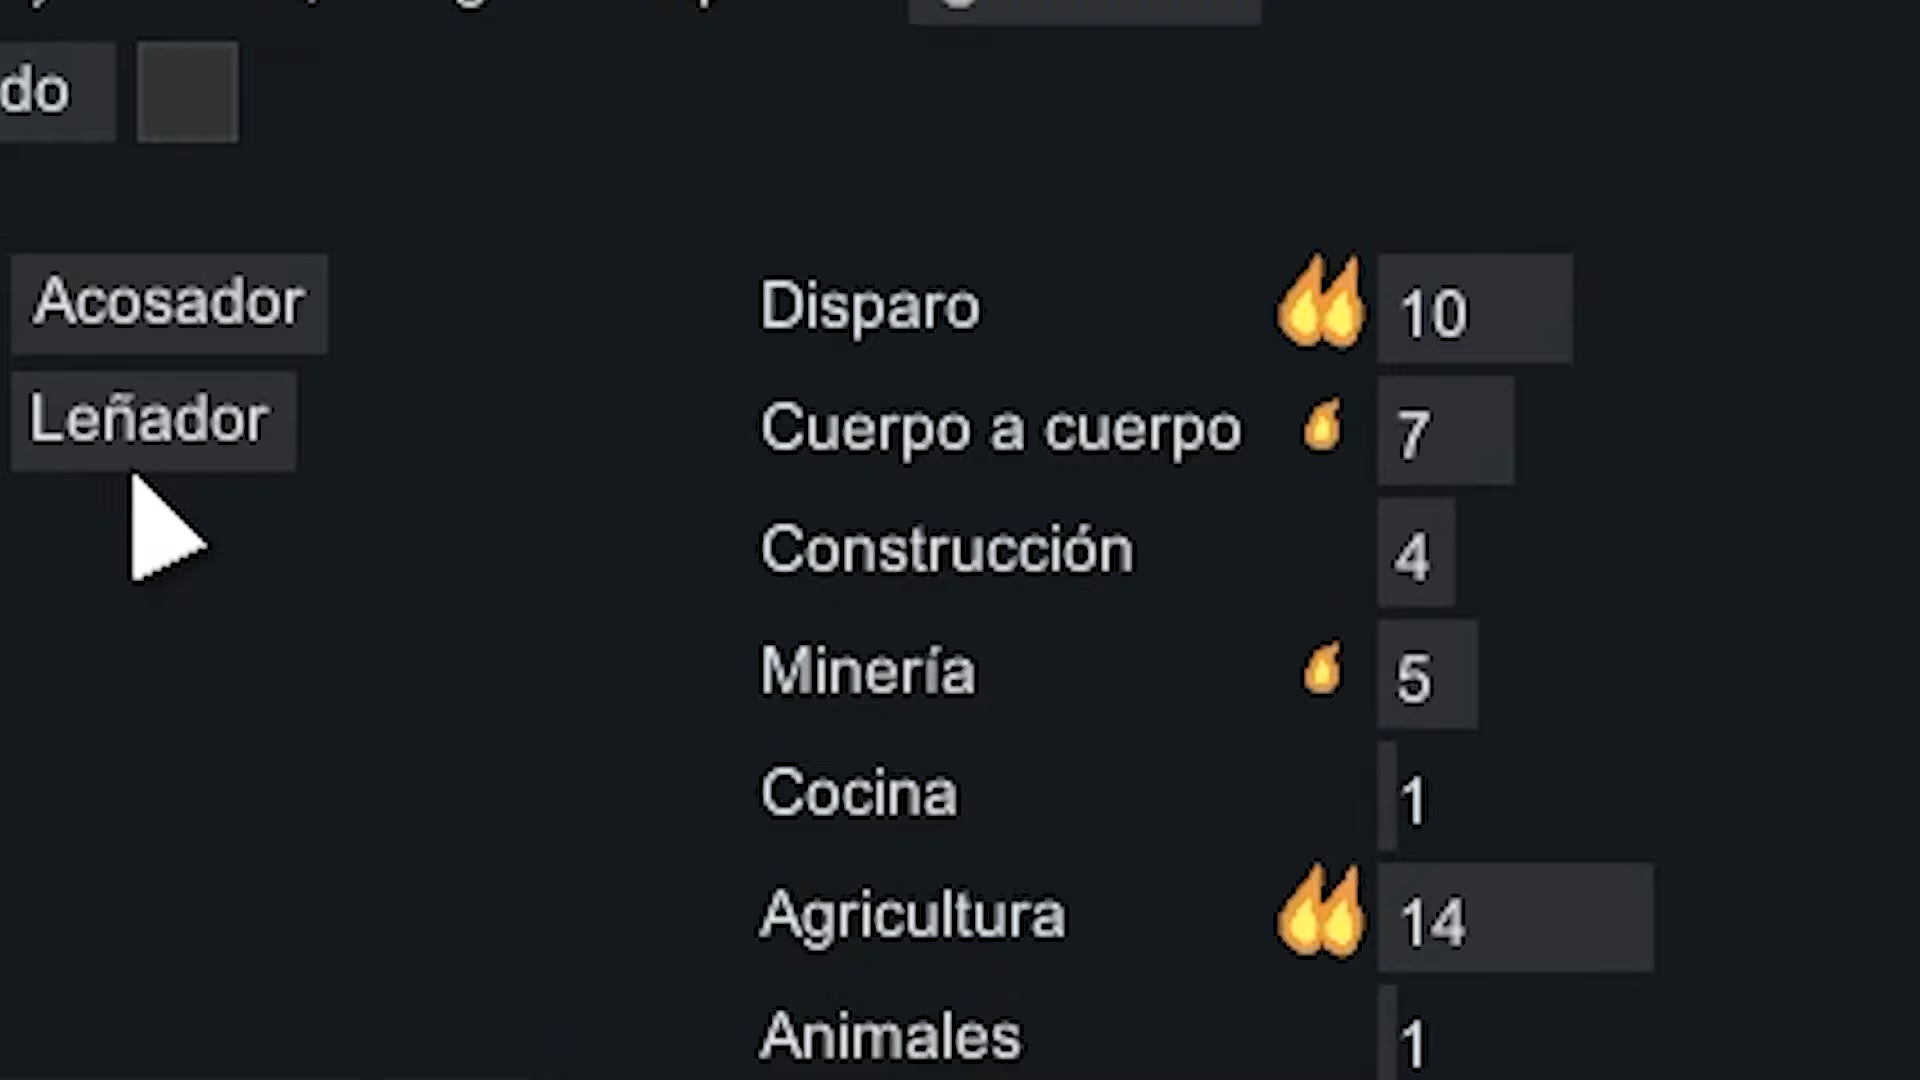 do
Acosador
Leñador
Disparo 10
Cuerpo a cuerpo 7
Construcción 4
Minería 5
Cocina 1
Agricultura 14
Animales 1